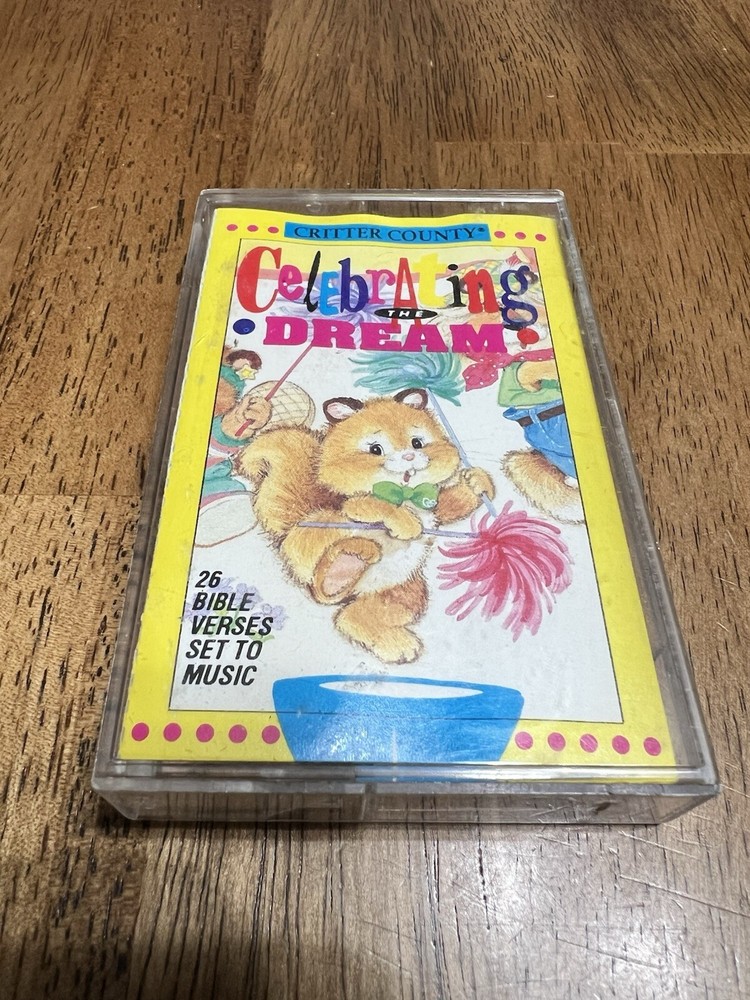 CRITTER COUNTY®
CeLEbrAting
THE
DREAM
26
BIBLE
VERSES
SET TO
MUSIC